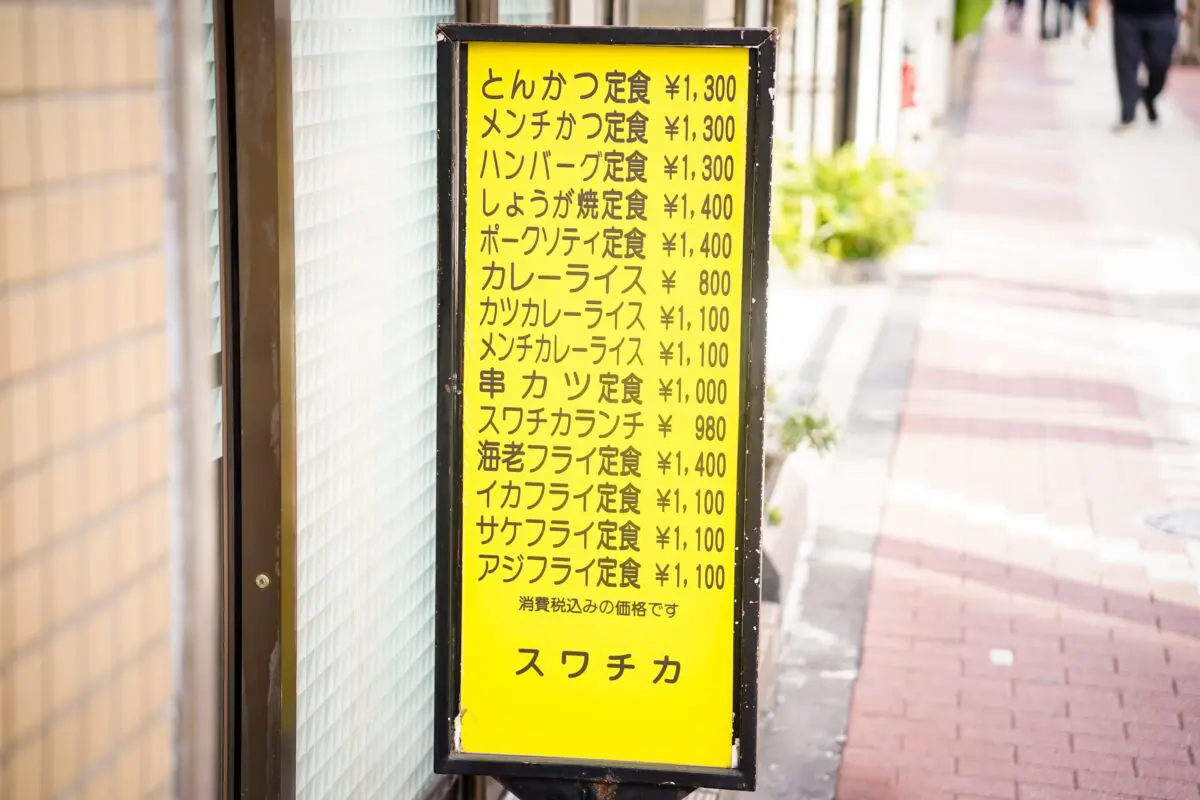 とんかつ定食 ¥1,300
メンチかつ定食 ¥1,300
ハンバーグ定食 ¥1,300
しょうが焼定食 ¥1,400
ポークソティ定食 ¥1,400
カレーライス ¥ 800
カツカレーライス ¥1,100
メンチカレーライス ¥1,100
串カツ定食 ¥1,000
スワチカランチ ¥ 980
海老フライ定食 ¥1,400
イカフライ定食 ¥1,100
サケフライ定食 ¥1,100
アジフライ定食 ¥1,100
消費税込みの価格です
スワチカ